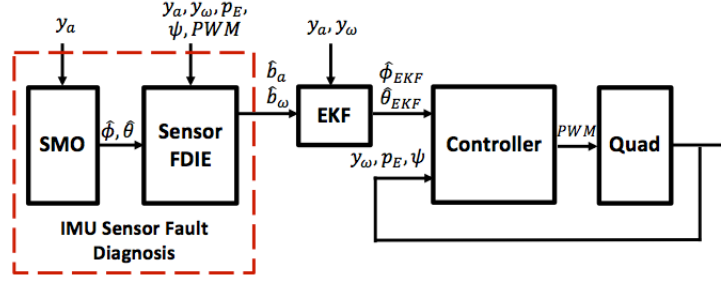 y_a
y_a, y_ω, p_E,
ψ, PWM
y_a, y_ω
b̂_a
b̂_ω
ϕ̂_EKF
θ̂_EKF
SMO
ϕ̂, θ̂
Sensor
FDIE
EKF
Controller
PWM
Quad
y_ω, p_E, ψ
IMU Sensor Fault
Diagnosis